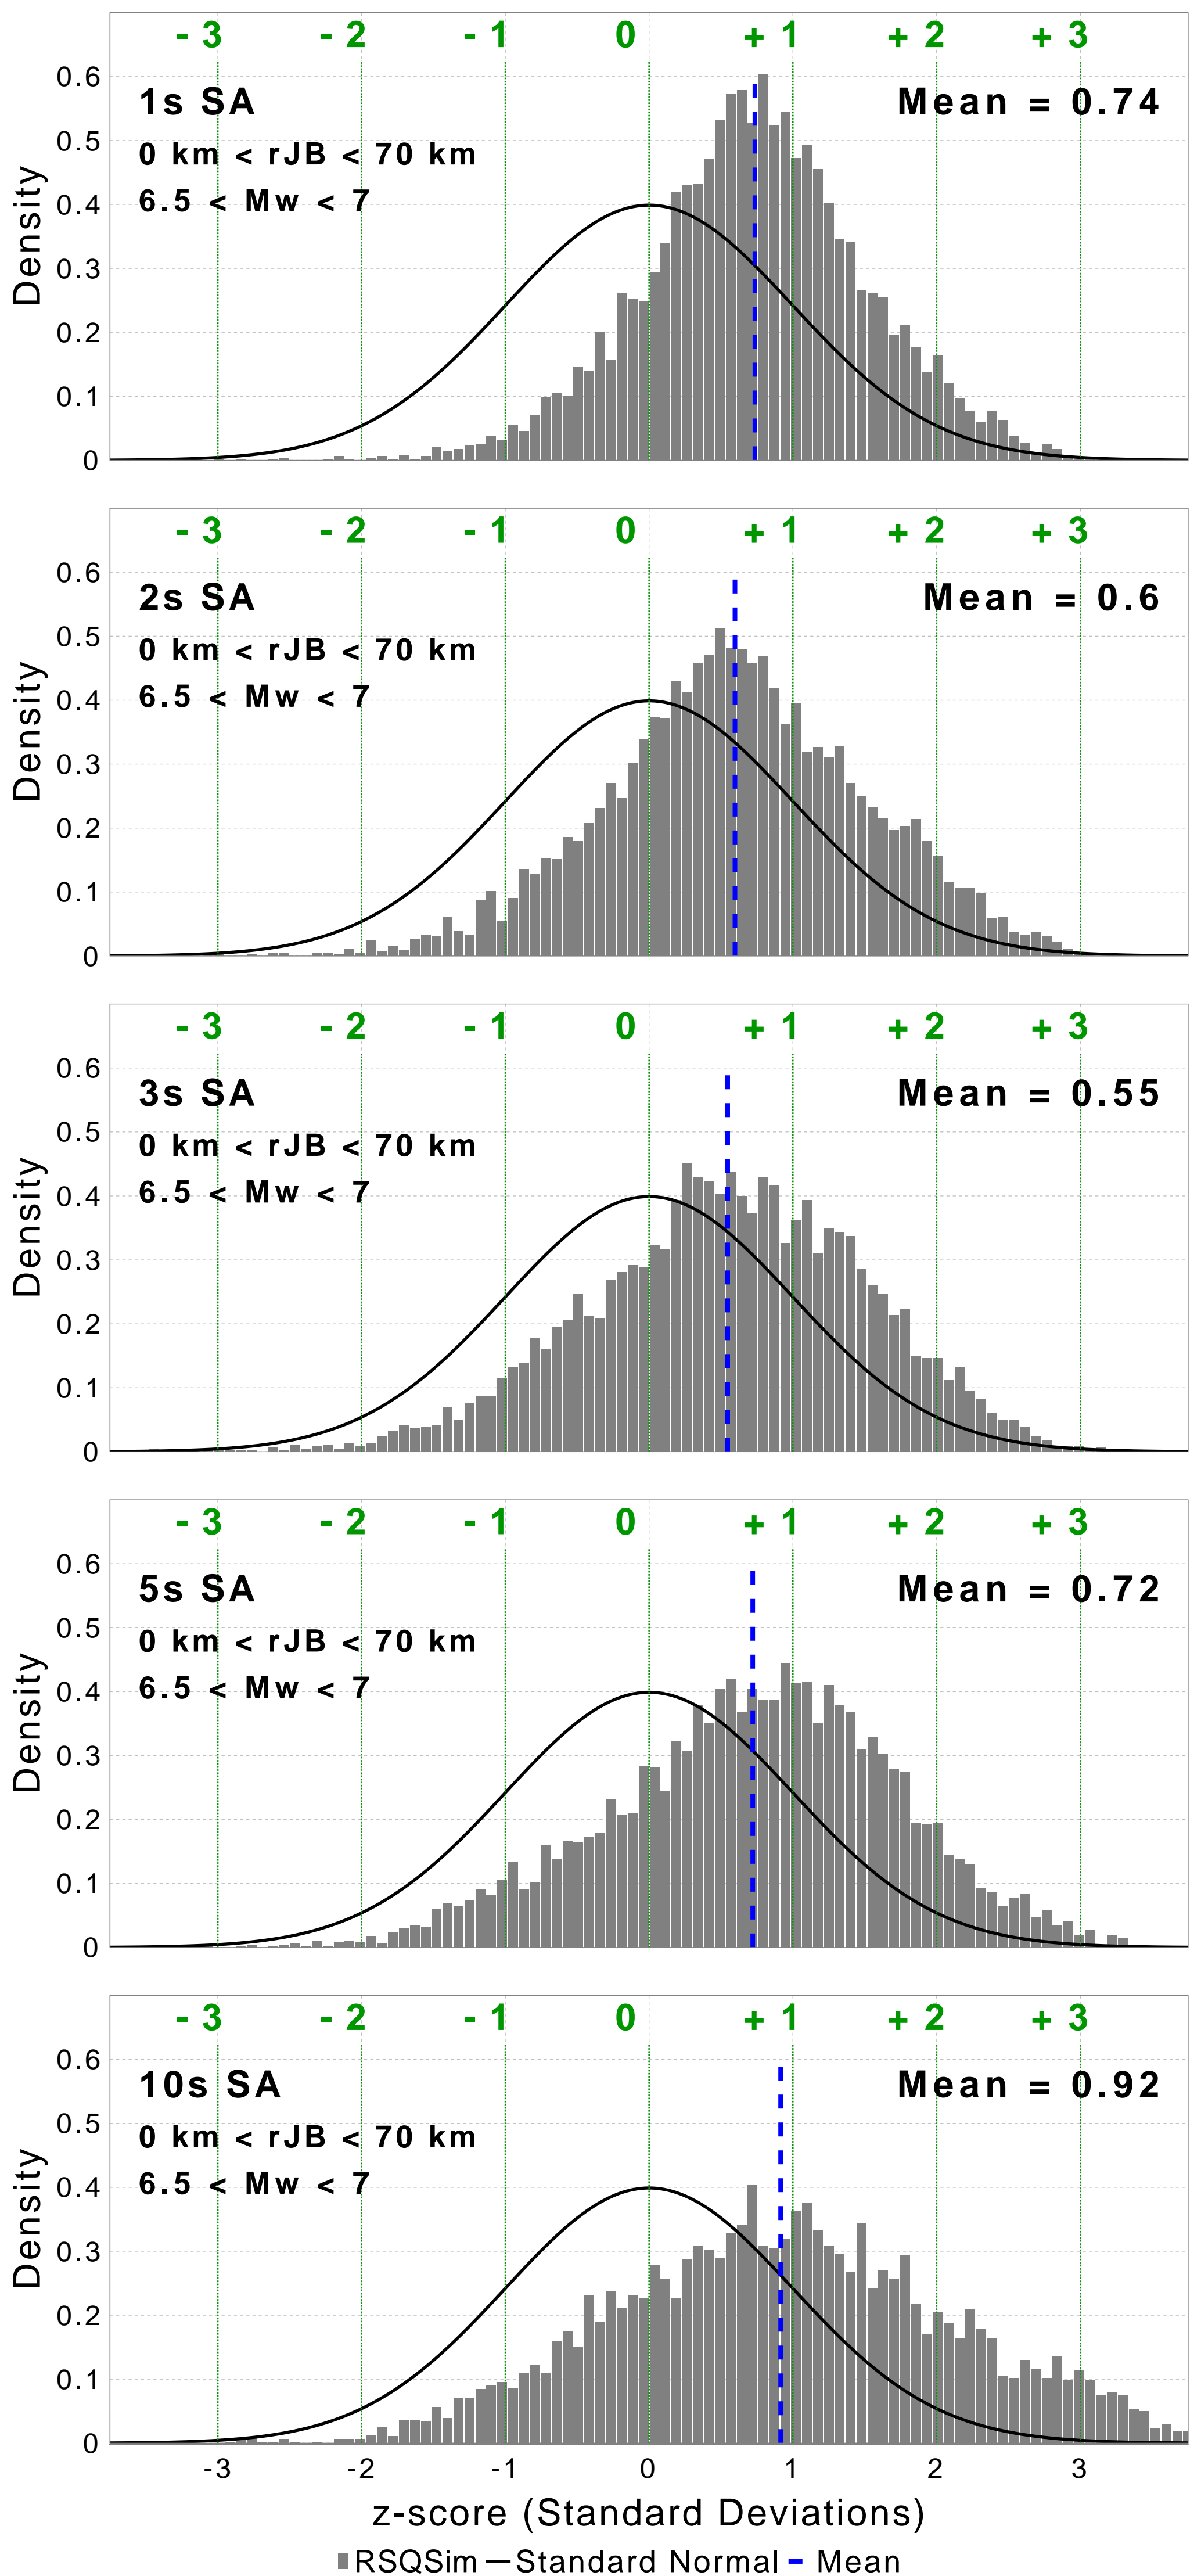 - 3 - 2 - 1 0 + 1 + 2 + 3
0.6
1s SA Mean = 0.74
0.5
0 km < rJB < 70 km
6.5 < Mw < 7
0.4
0.3
0.2
0.1
0
Density
- 3 - 2 - 1 0 + 1 + 2 + 3
0.6
2s SA Mean = 0.6
0.5
0 km < rJB < 70 km
6.5 < Mw < 7
0.4
0.3
0.2
0.1
0
Density
- 3 - 2 - 1 0 + 1 + 2 + 3
0.6
3s SA Mean = 0.55
0.5
0 km < rJB < 70 km
6.5 < Mw < 7
0.4
0.3
0.2
0.1
0
Density
- 3 - 2 - 1 0 + 1 + 2 + 3
0.6
5s SA Mean = 0.72
0.5
0 km < rJB < 70 km
6.5 < Mw < 7
0.4
0.3
0.2
0.1
0
Density
- 3 - 2 - 1 0 + 1 + 2 + 3
0.6
10s SA Mean = 0.92
0.5
0 km < rJB < 70 km
6.5 < Mw < 7
0.4
0.3
0.2
0.1
0
Density
-3 -2 -1 0 1 2 3
z-score (Standard Deviations)
RSQSim Standard Normal Mean